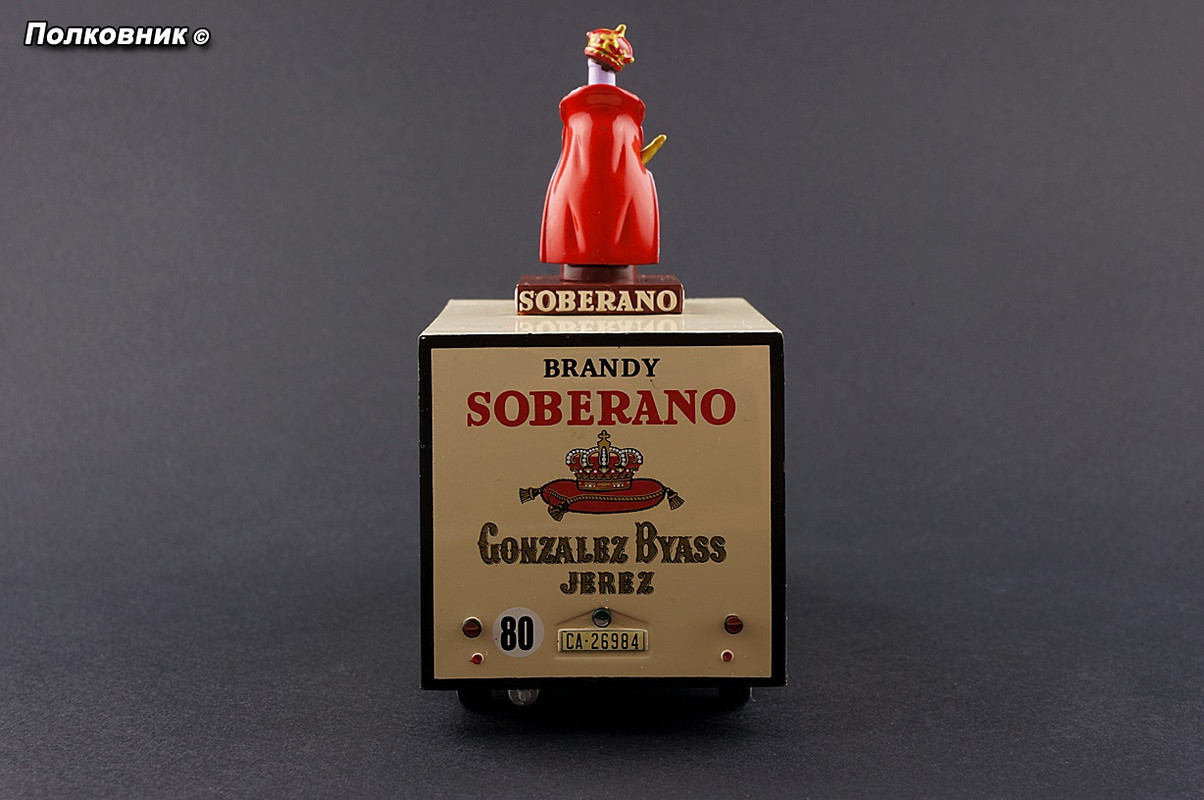 Полковник ©
SOBERANO
BRANDY
SOBERANO
GONZALEZ BYASS
JEREZ
80
CA-26984